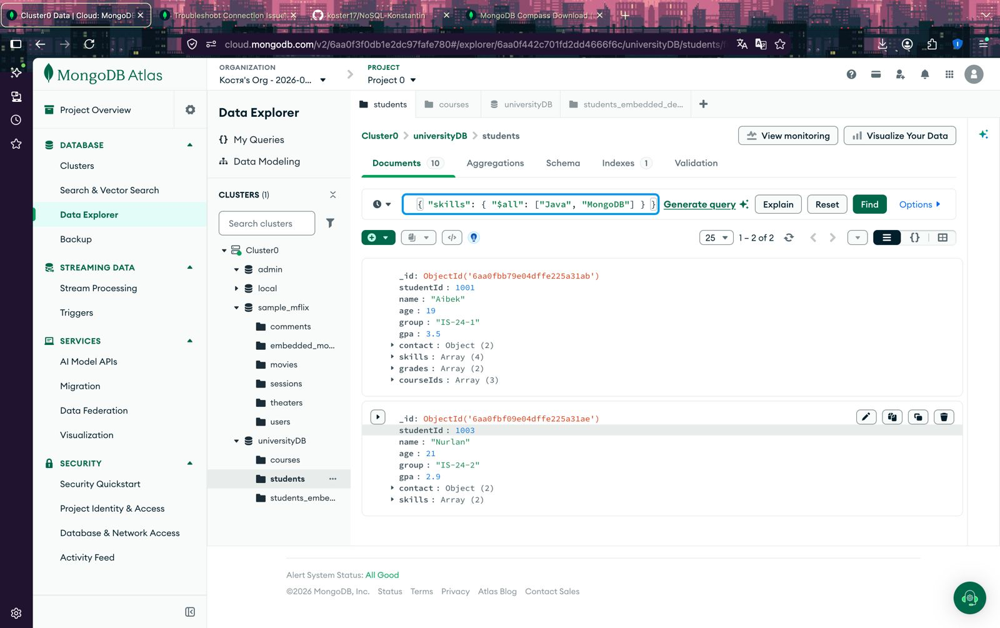 Cluster0 Data | Cloud: MongoDB
Troubleshoot Connection Issue
koster17/NoSQL-Konstantin
MongoDB Compass Download
cloud.mongodb.com/v2/6aa0f3f0db1e2dc97fafe780#/explorer/6aa0f442c701fd2dd4666f6c/universityDB/students/
MongoDB Atlas
ORGANIZATION
Костя's Org - 2026-0...
PROJECT
Project 0
Project Overview
DATABASE
Clusters
Search & Vector Search
Data Explorer
Backup
STREAMING DATA
Stream Processing
Triggers
SERVICES
AI Model APIs
Migration
Data Federation
Visualization
SECURITY
Security Quickstart
Project Identity & Access
Database & Network Access
Activity Feed
Data Explorer
{} My Queries
Data Modeling
CLUSTERS (1)
Search clusters
Cluster0
admin
local
sample_mflix
comments
embedded_mo...
movies
sessions
theaters
users
universityDB
courses
students
students_embe...
students
courses
universityDB
students_embedded_de...
Cluster0 > universityDB > students
View monitoring
Visualize Your Data
Documents 10
Aggregations
Schema
Indexes 1
Validation
{ "skills": { "$all": ["Java", "MongoDB"] } }
Generate query
Explain
Reset
Find
Options
25
1 – 2 of 2
_id: ObjectId('6aa0fbb79e04dffe225a31ab')
studentId : 1001
name : "Aibek"
age : 19
group : "IS-24-1"
gpa : 3.5
contact : Object (2)
skills : Array (4)
grades : Array (2)
courseIds : Array (3)
_id: ObjectId('6aa0fbf09e04dffe225a31ae')
studentId : 1003
name : "Nurlan"
age : 21
group : "IS-24-2"
gpa : 2.9
contact : Object (2)
skills : Array (2)
Alert System Status: All Good
©2026 MongoDB, Inc. Status Terms Privacy Atlas Blog Contact Sales